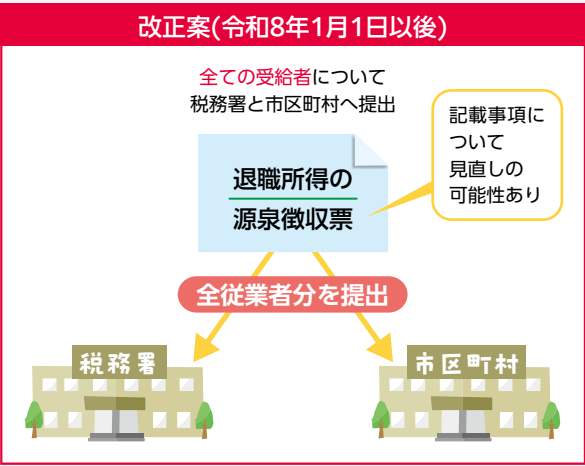 改正案(令和8年1月1日以後)
全ての受給者について
税務署と市区町村へ提出
記載事項に
ついて
見直しの
可能性あり
退職所得の
源泉徴収票
全従業者分を提出
税務署
市区町村